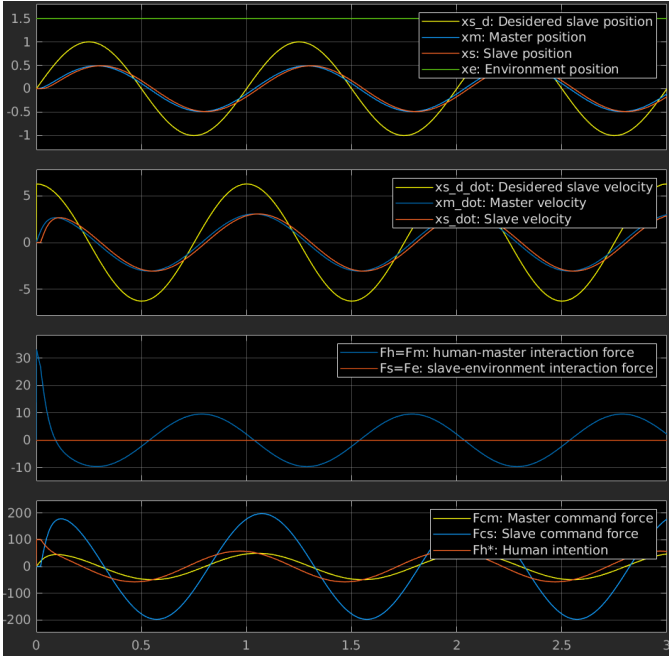 1.5
1
0.5
0
-0.5
-1
xs_d: Desidered slave position
xm: Master position
xs: Slave position
xe: Environment position
5
0
-5
xs_d_dot: Desidered slave velocity
xm_dot: Master velocity
xs_dot: Slave velocity
30
20
10
0
-10
Fh=Fm: human-master interaction force
Fs=Fe: slave-environment interaction force
200
100
0
-100
-200
Fcm: Master command force
Fcs: Slave command force
Fh*: Human intention
0
0.5
1
1.5
2
2.5
3